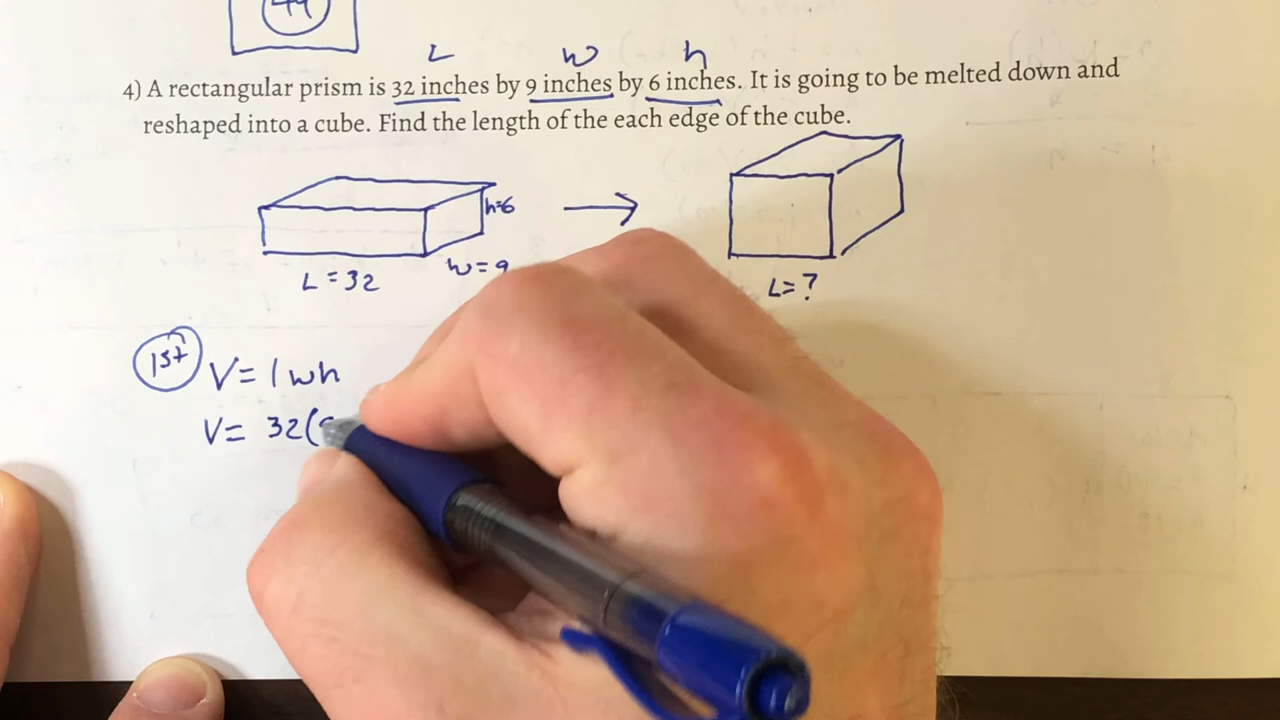 44
L w h
4) A rectangular prism is 32 inches by 9 inches by 6 inches. It is going to be melted down and
reshaped into a cube. Find the length of the each edge of the cube.
h=6
w=9
L=32
L=?
1st V=lwh
V= 32(